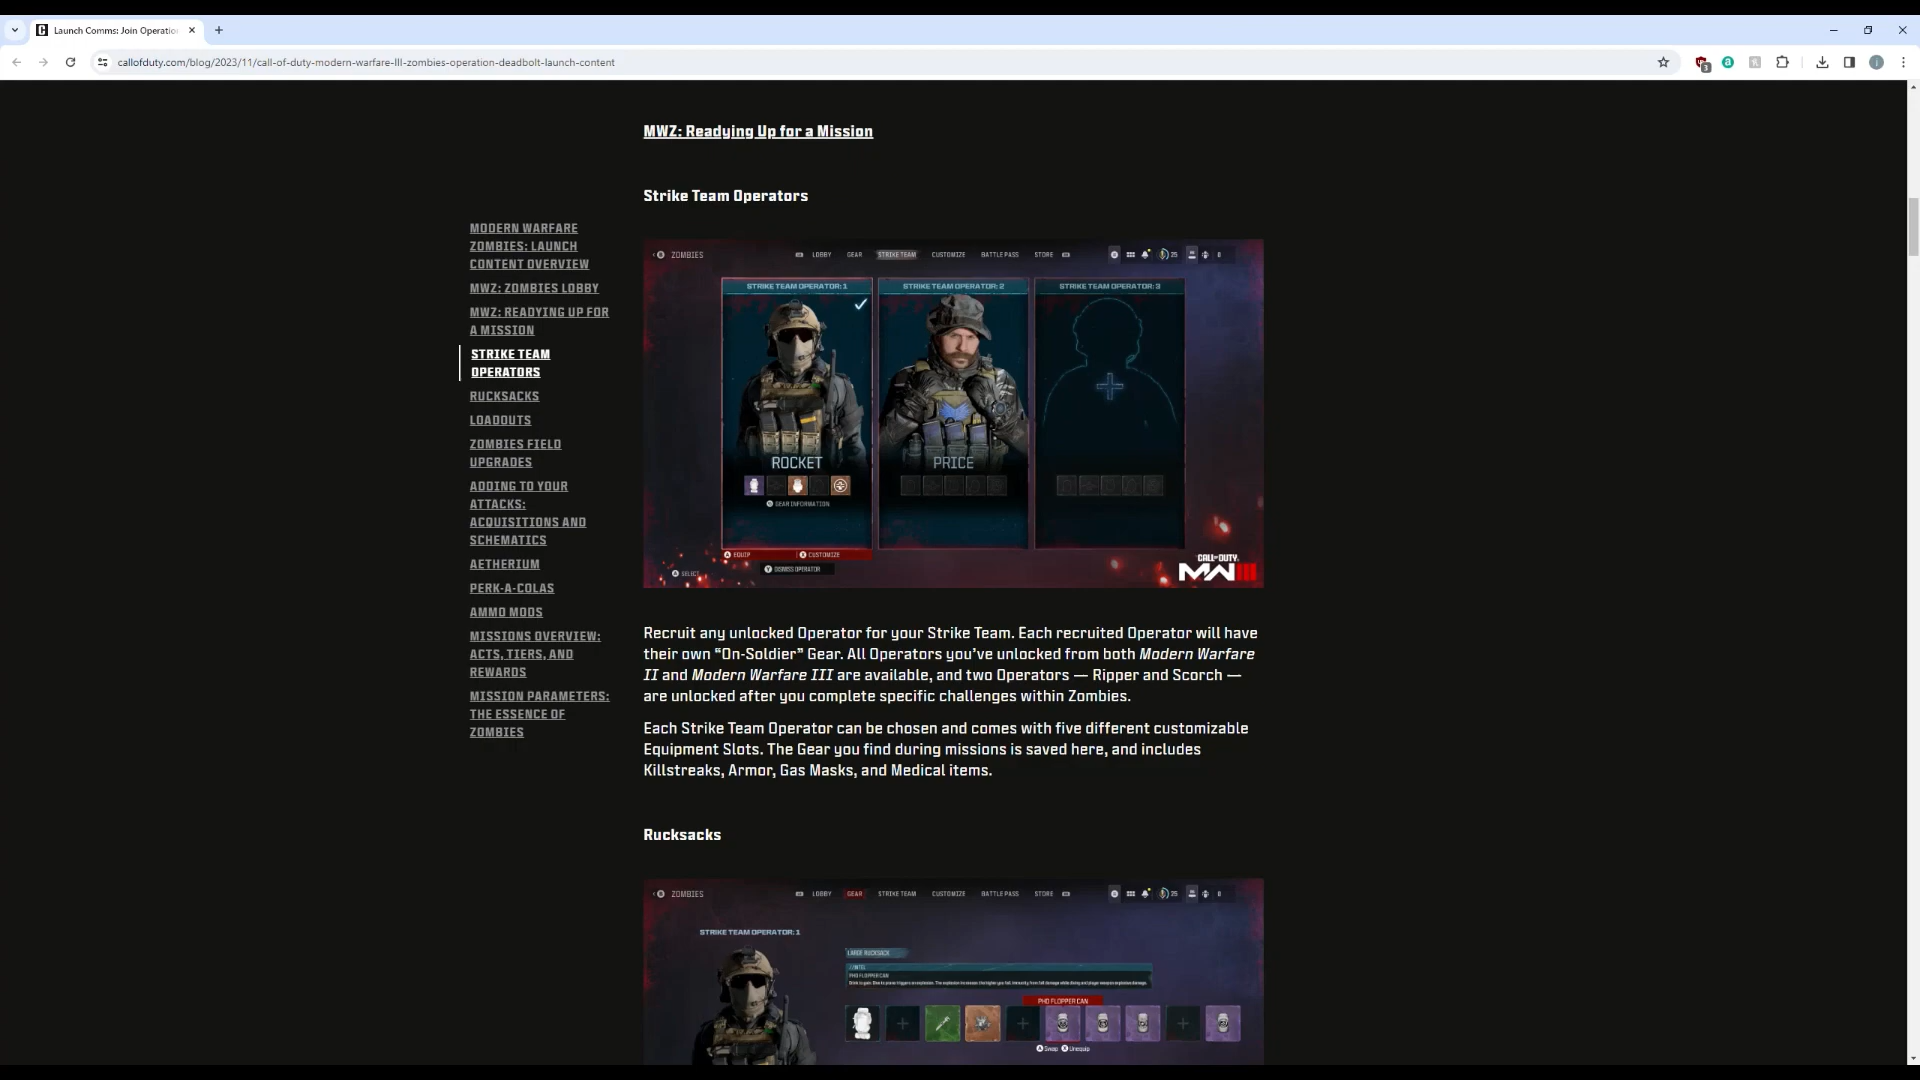 Launch Comms: Join Operatio
callofduty.com/blog/2023/11/call-of-duty-modern-warfare-III-zombies-operation-deadbolt-launch-content
3
MWZ: Readying Up for a Mission
Strike Team Operators
MODERN WARFARE
ZOMBIES: LAUNCH
CONTENT OVERVIEW
MWZ: ZOMBIES LOBBY
MWZ: READYING UP FOR
A MISSION
STRIKE TEAM
OPERATORS
RUCKSACKS
LOADOUTS
ZOMBIES FIELD
UPGRADES
ADDING TO YOUR
ATTACKS:
ACQUISITIONS AND
SCHEMATICS
AETHERIUM
PERK-A-COLAS
AMMO MODS
MISSIONS OVERVIEW:
ACTS, TIERS, AND
REWARDS
MISSION PARAMETERS:
THE ESSENCE OF
ZOMBIES
ZOMBIES LOBBY GEAR STRIKE TEAM CUSTOMIZE BATTLE PASS STORE
STRIKE TEAM OPERATOR: 1 STRIKE TEAM OPERATOR: 2 STRIKE TEAM OPERATOR: 3
ROCKET PRICE
GEAR INFORMATION
EQUIP CUSTOMIZE
DISMISS OPERATOR
SELECT
CALL OF DUTY
MWIII
Recruit any unlocked Operator for your Strike Team. Each recruited Operator will have
their own “On-Soldier” Gear. All Operators you’ve unlocked from both Modern Warfare
II and Modern Warfare III are available, and two Operators — Ripper and Scorch —
are unlocked after you complete specific challenges within Zombies.
Each Strike Team Operator can be chosen and comes with five different customizable
Equipment Slots. The Gear you find during missions is saved here, and includes
Killstreaks, Armor, Gas Masks, and Medical items.
Rucksacks
ZOMBIES LOBBY GEAR STRIKE TEAM CUSTOMIZE BATTLE PASS STORE
STRIKE TEAM OPERATOR: 1
LARGE RUCKSACK
PHD FLOPPER CAN
PHD FLOPPER CAN
Swap Unequip